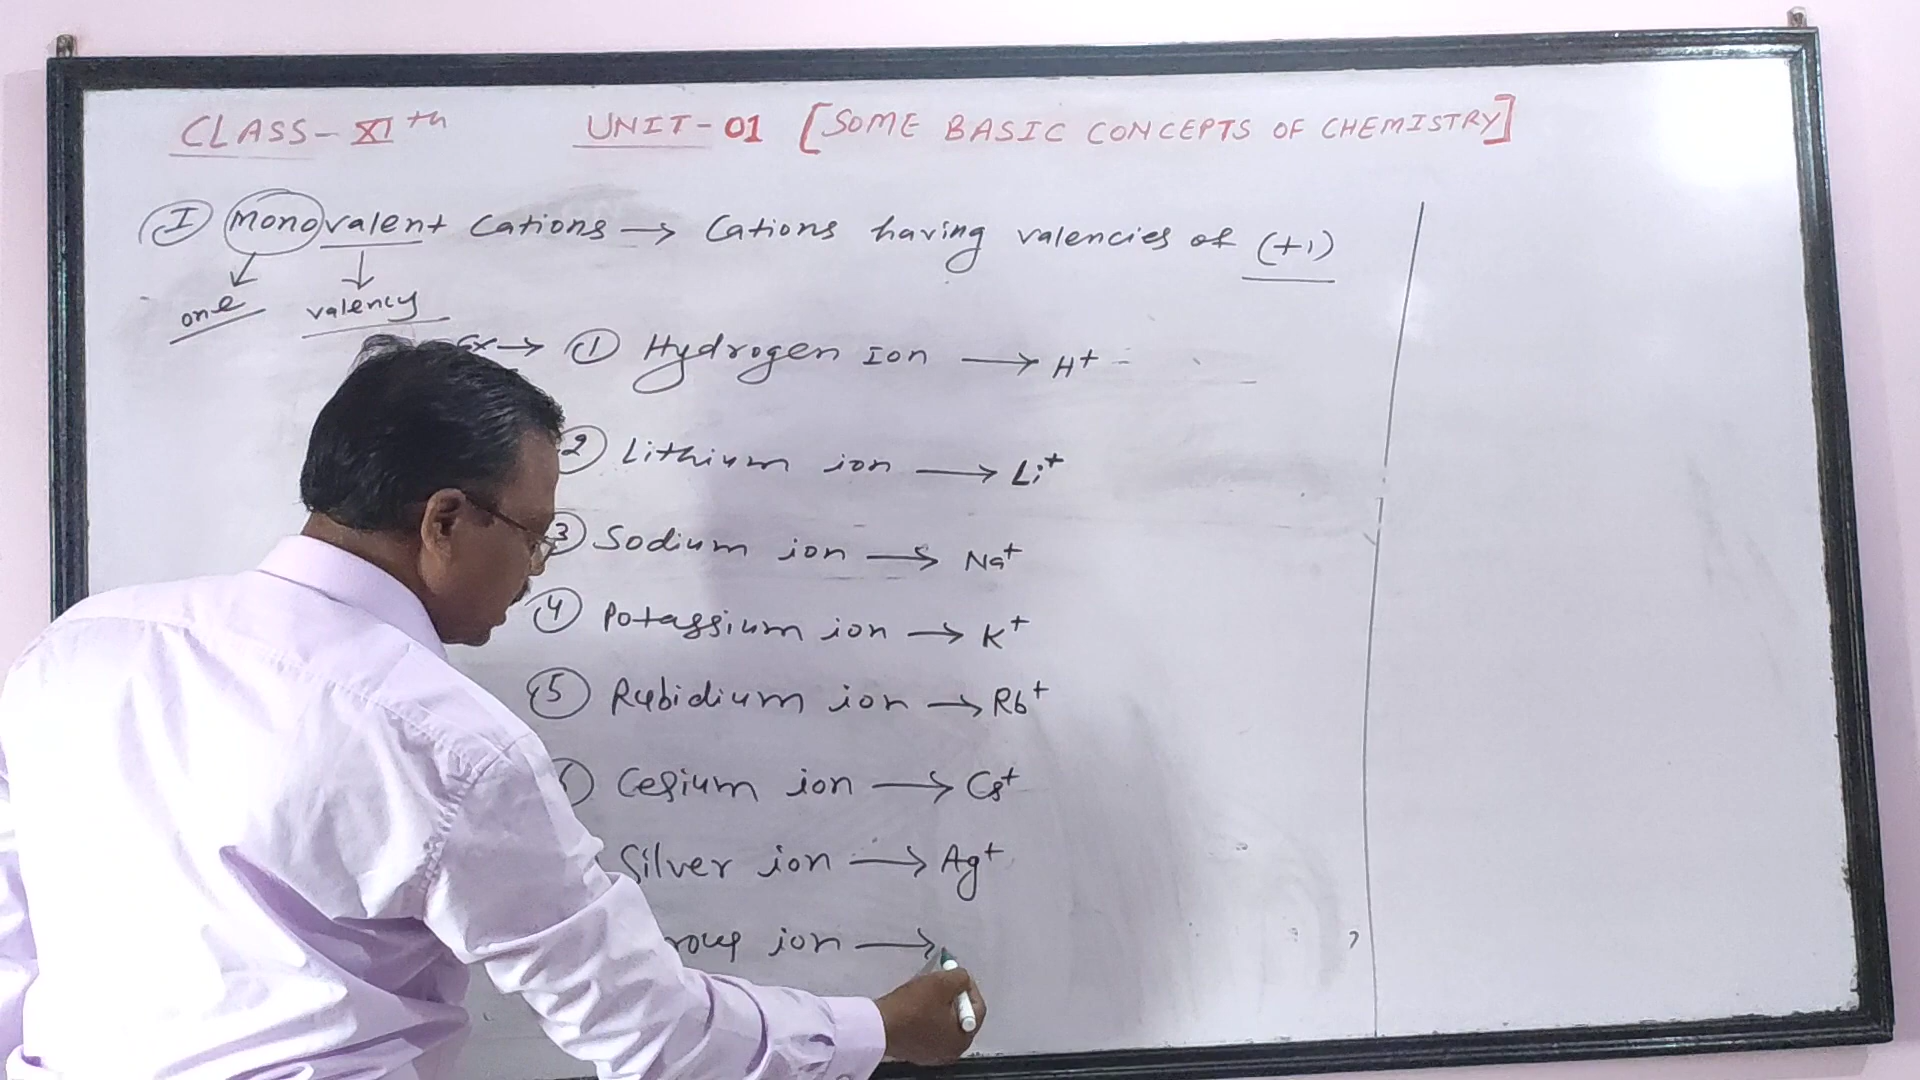 CLASS-XIth UNIT-01 [SOME BASIC CONCEPTS OF CHEMISTRY]
I Monovalent Cations → Cations having valencies of (+1)
one valency
Ex → 1 Hydrogen Ion → H+
2 Lithium ion → Li+
3 Sodium ion → Na+
4 Potassium ion → K+
5 Rubidium ion → Rb+
Cesium ion → Cs+
Silver ion → Ag+
ion →